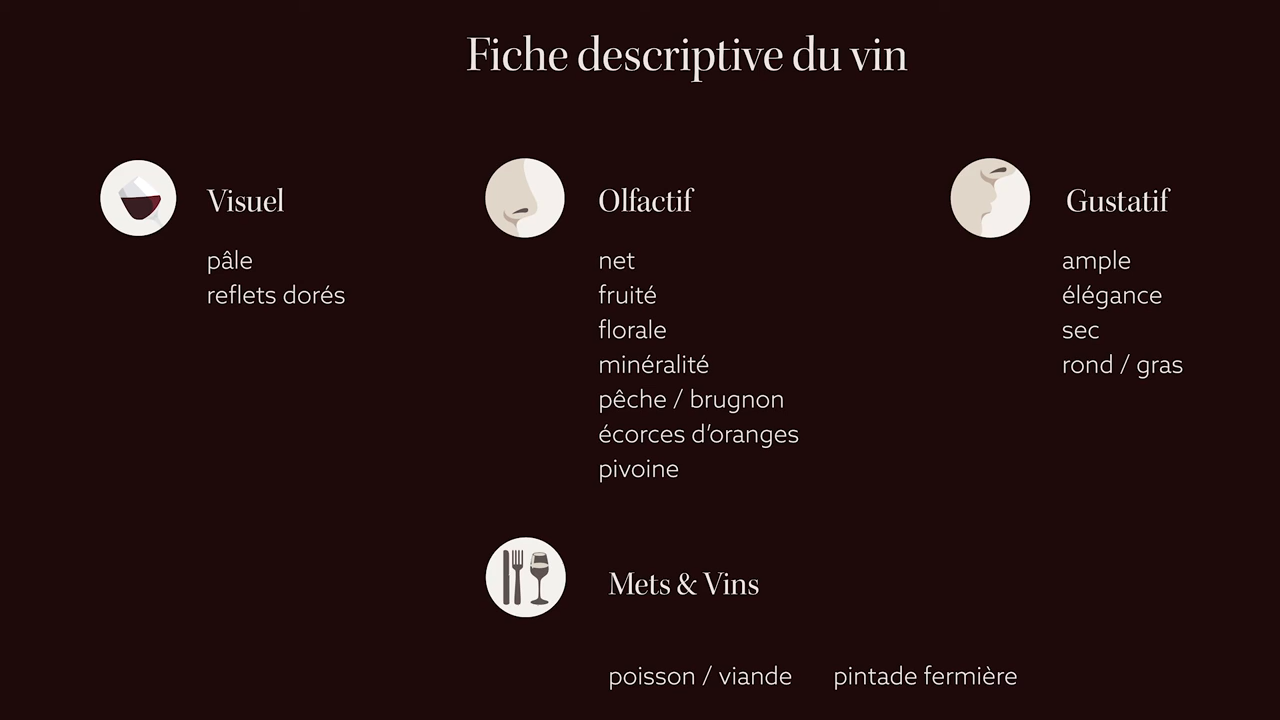 Fiche descriptive du vin
Visuel
pâle
reflets dorés
Olfactif
net
fruité
florale
minéralité
pêche / brugnon
écorces d'oranges
pivoine
Gustatif
ample
élégance
sec
rond / gras
Mets & Vins
poisson / viande
pintade fermière